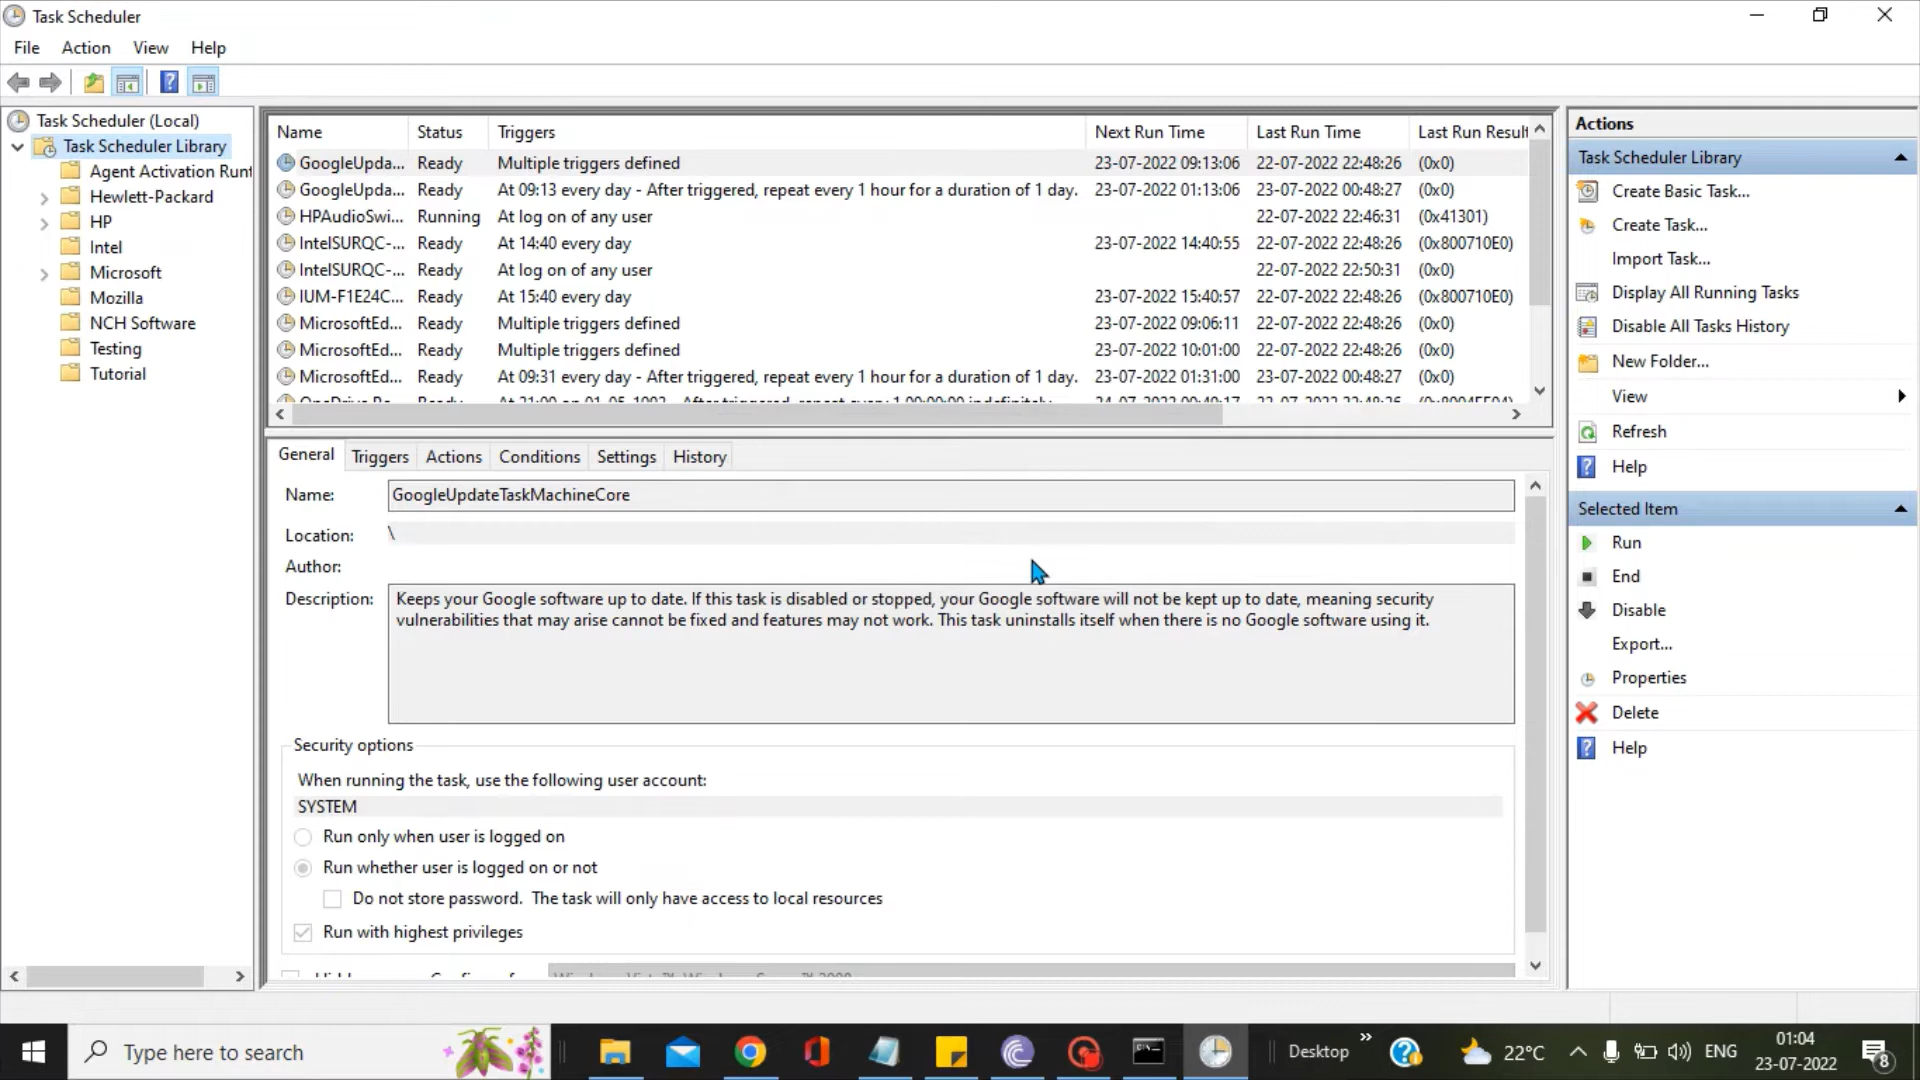 Task Scheduler
File Action View Help
Task Scheduler (Local)
Task Scheduler Library
Agent Activation Runt
Hewlett-Packard
HP
Intel
Microsoft
Mozilla
NCH Software
Testing
Tutorial
Name Status Triggers Next Run Time Last Run Time Last Run Result
GoogleUpda... Ready Multiple triggers defined 23-07-2022 09:13:06 22-07-2022 22:48:26 (0x0)
GoogleUpda... Ready At 09:13 every day - After triggered, repeat every 1 hour for a duration of 1 day. 23-07-2022 01:13:06 23-07-2022 00:48:27 (0x0)
HPAudioSwi... Running At log on of any user 22-07-2022 22:46:31 (0x41301)
IntelSURQC-... Ready At 14:40 every day 23-07-2022 14:40:55 22-07-2022 22:48:26 (0x800710E0)
IntelSURQC-... Ready At log on of any user 22-07-2022 22:50:31 (0x0)
IUM-F1E24C... Ready At 15:40 every day 23-07-2022 15:40:57 22-07-2022 22:48:26 (0x800710E0)
MicrosoftEd... Ready Multiple triggers defined 23-07-2022 09:06:11 22-07-2022 22:48:26 (0x0)
MicrosoftEd... Ready Multiple triggers defined 23-07-2022 10:01:00 22-07-2022 22:48:26 (0x0)
MicrosoftEd... Ready At 09:31 every day - After triggered, repeat every 1 hour for a duration of 1 day. 23-07-2022 01:31:00 23-07-2022 00:48:27 (0x0)
General Triggers Actions Conditions Settings History
Name: GoogleUpdateTaskMachineCore
Location: \
Author:
Description: Keeps your Google software up to date. If this task is disabled or stopped, your Google software will not be kept up to date, meaning security
vulnerabilities that may arise cannot be fixed and features may not work. This task uninstalls itself when there is no Google software using it.
Security options
When running the task, use the following user account:
SYSTEM
Run only when user is logged on
Run whether user is logged on or not
Do not store password. The task will only have access to local resources
Run with highest privileges
Actions
Task Scheduler Library
Create Basic Task...
Create Task...
Import Task...
Display All Running Tasks
Disable All Tasks History
New Folder...
View
Refresh
Help
Selected Item
Run
End
Disable
Export...
Properties
Delete
Help
Type here to search
Desktop
22°C
ENG
01:04
23-07-2022
8